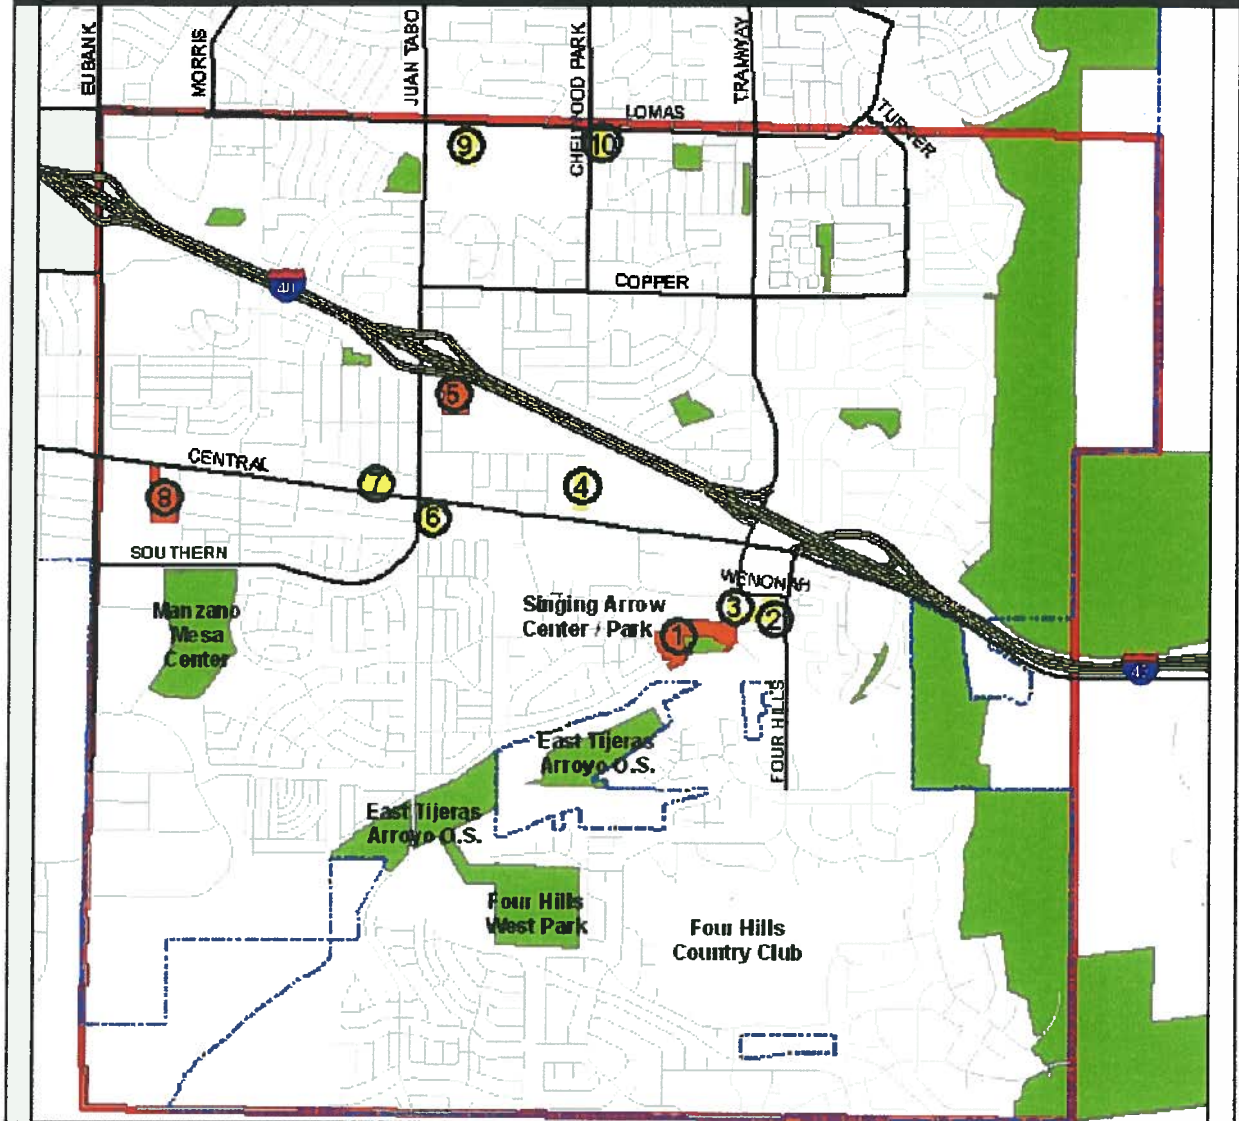 EUBANK
MORRIS
JUAN TABO
CHELWOOD PARK
TRAMWAY
LOMAS
TURNER
9
10
COPPER
40
5
CENTRAL
7
4
8
6
SOUTHERN
WENONAH
Manzano
Mesa
Center
Singing Arrow
Center / Park
3
2
1
40
FOUR HILLS
East Tijeras
Arroyo O.S.
East Tijeras
Arroyo O.S.
Four Hills
West Park
Four Hills
Country Club